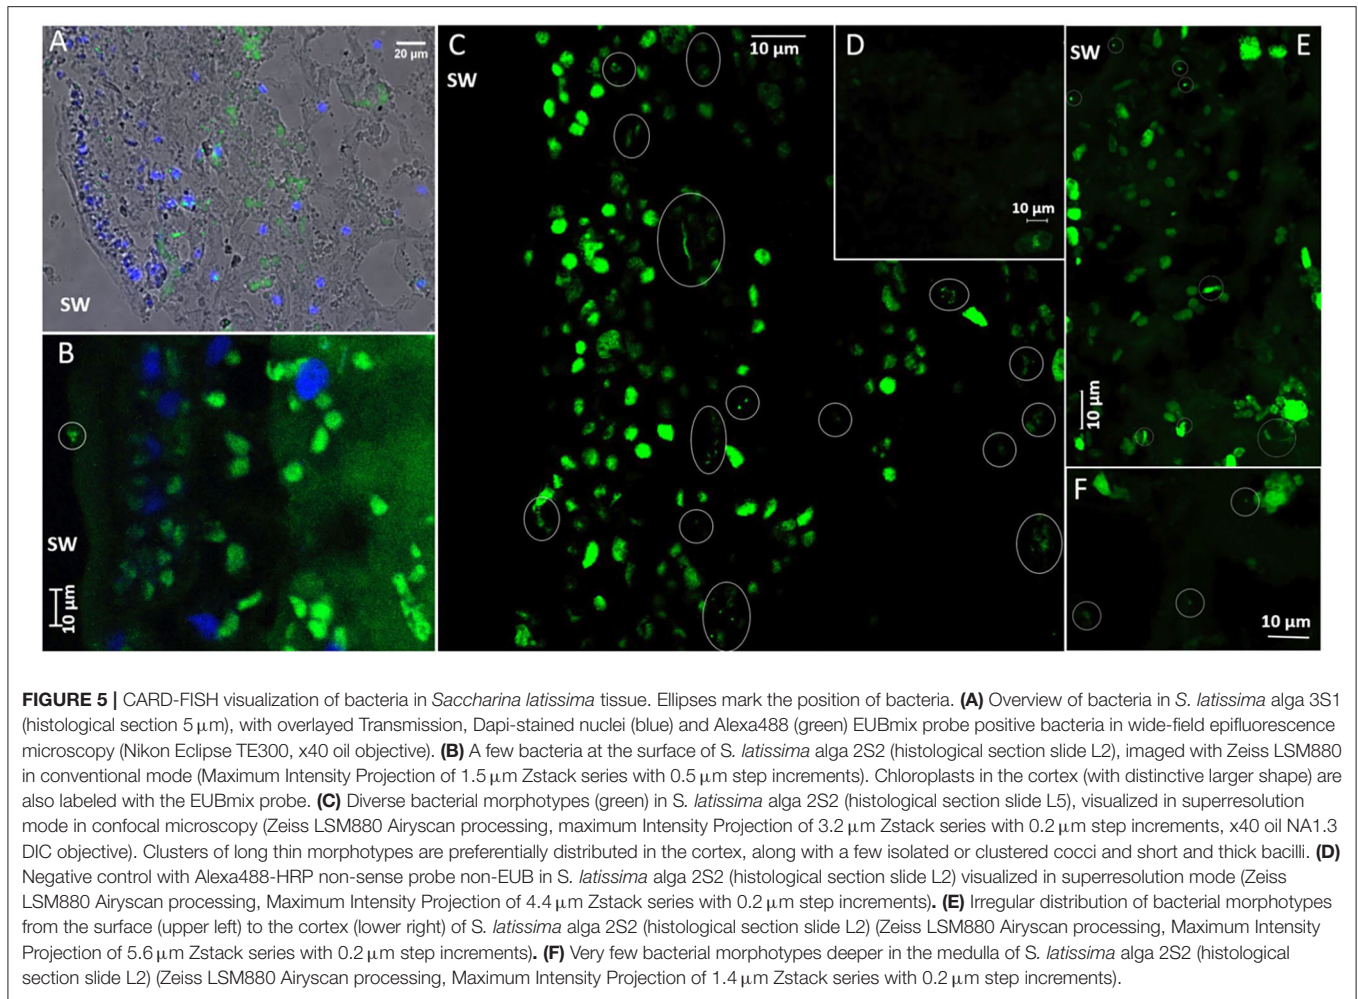 A
20 µm
SW
B
SW
10 µm
C
10 µm
SW
D
10 µm
SW
E
10 µm
F
10 µm
FIGURE 5 | CARD-FISH visualization of bacteria in Saccharina latissima tissue. Ellipses mark the position of bacteria. (A) Overview of bacteria in S. latissima alga 3S1
(histological section 5 µm), with overlayed Transmission, Dapi-stained nuclei (blue) and Alexa488 (green) EUBmix probe positive bacteria in wide-field epifluorescence
microscopy (Nikon Eclipse TE300, x40 oil objective). (B) A few bacteria at the surface of S. latissima alga 2S2 (histological section slide L2), imaged with Zeiss LSM880
in conventional mode (Maximum Intensity Projection of 1.5 µm Zstack series with 0.5 µm step increments). Chloroplasts in the cortex (with distinctive larger shape) are
also labeled with the EUBmix probe. (C) Diverse bacterial morphotypes (green) in S. latissima alga 2S2 (histological section slide L5), visualized in superresolution
mode in confocal microscopy (Zeiss LSM880 Airyscan processing, maximum Intensity Projection of 3.2 µm Zstack series with 0.2 µm step increments, x40 oil NA1.3
DIC objective). Clusters of long thin morphotypes are preferentially distributed in the cortex, along with a few isolated or clustered cocci and short and thick bacilli. (D)
Negative control with Alexa488-HRP non-sense probe non-EUB in S. latissima alga 2S2 (histological section slide L2) visualized in superresolution mode (Zeiss
LSM880 Airyscan processing, Maximum Intensity Projection of 4.4 µm Zstack series with 0.2 µm step increments). (E) Irregular distribution of bacterial morphotypes
from the surface (upper left) to the cortex (lower right) of S. latissima alga 2S2 (histological section slide L2) (Zeiss LSM880 Airyscan processing, Maximum Intensity
Projection of 5.6 µm Zstack series with 0.2 µm step increments). (F) Very few bacterial morphotypes deeper in the medulla of S. latissima alga 2S2 (histological
section slide L2) (Zeiss LSM880 Airyscan processing, Maximum Intensity Projection of 1.4 µm Zstack series with 0.2 µm step increments).